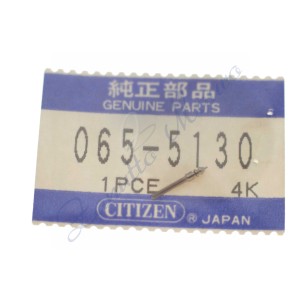 純正部品
GENUINE PARTS
065-5130
1PCE 4K
CITIZEN ® JAPAN